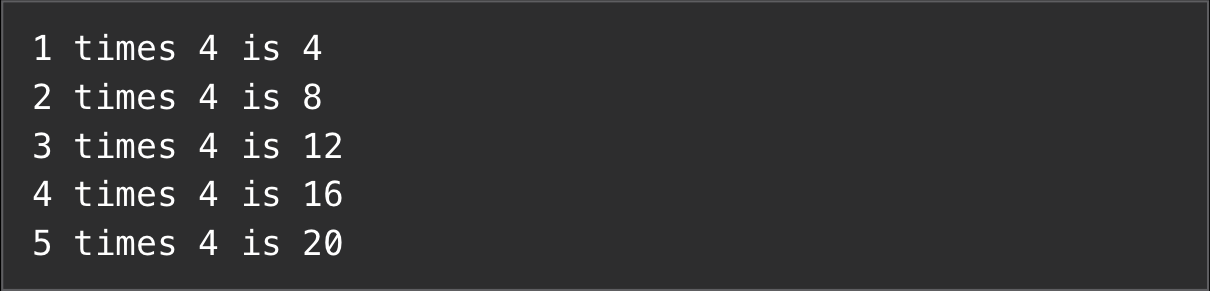 1 times 4 is 4
2 times 4 is 8
3 times 4 is 12
4 times 4 is 16
5 times 4 is 20